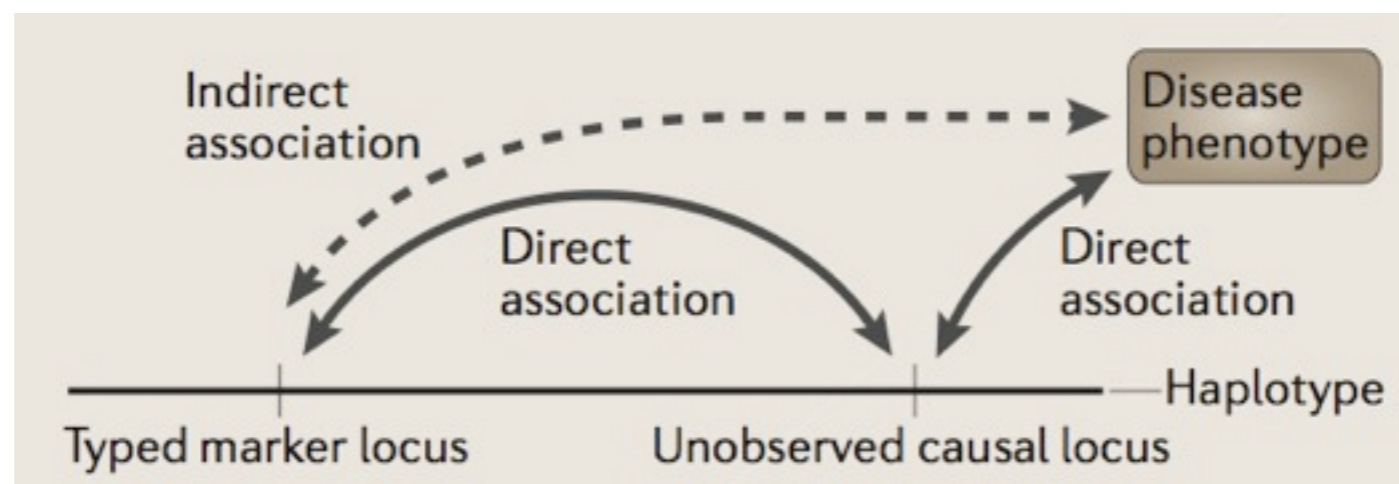 Indirect
association
Disease
phenotype
Direct
association
Direct
association
Haplotype
Typed marker locus
Unobserved causal locus